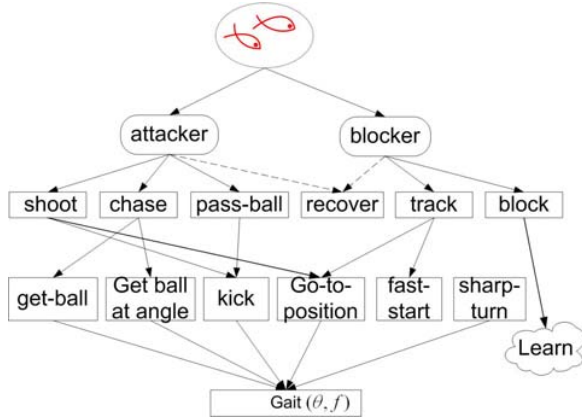 attacker
blocker
shoot
chase
pass-ball
recover
track
block
get-ball
Get ball
at angle
kick
Go-to-
position
fast-
start
sharp-
turn
Learn
Gait (θ, f)